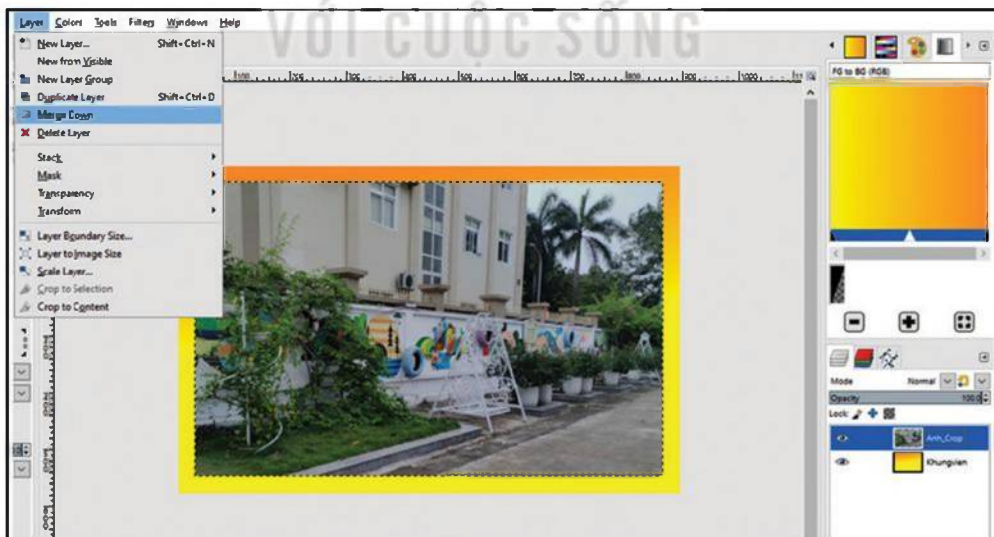 VỚI CUỘC SỐNG
Layer Colors Tools Filters Windows Help
New Layer... Shift+Ctrl+N
New from Visible
New Layer Group
Duplicate Layer Shift+Ctrl+D
Merge Down
Delete Layer
Stack
Mask
Transparency
Transform
Layer Boundary Size...
Layer to Image Size
Scale Layer...
Crop to Selection
Crop to Content
FG to BG (RGB)
Mode Normal
Opacity 100.0
Lock:
Anh_Crop
Khungvien